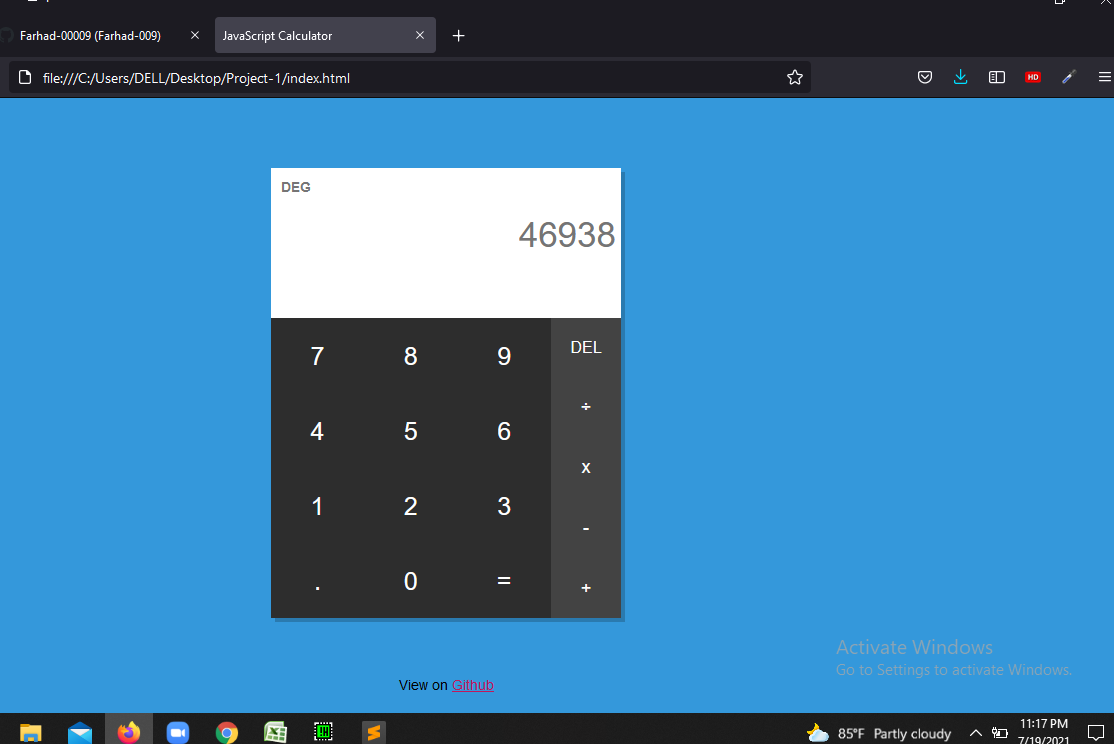 Farhad-00009 (Farhad-009)
JavaScript Calculator
file:///C:/Users/DELL/Desktop/Project-1/index.html
HD
DEG
46938
7 8 9 DEL
÷
4 5 6
x
1 2 3
-
. 0 =
+
View on Github
Activate Windows
Go to Settings to activate Windows.
85°F Partly cloudy
11:17 PM
7/19/2021